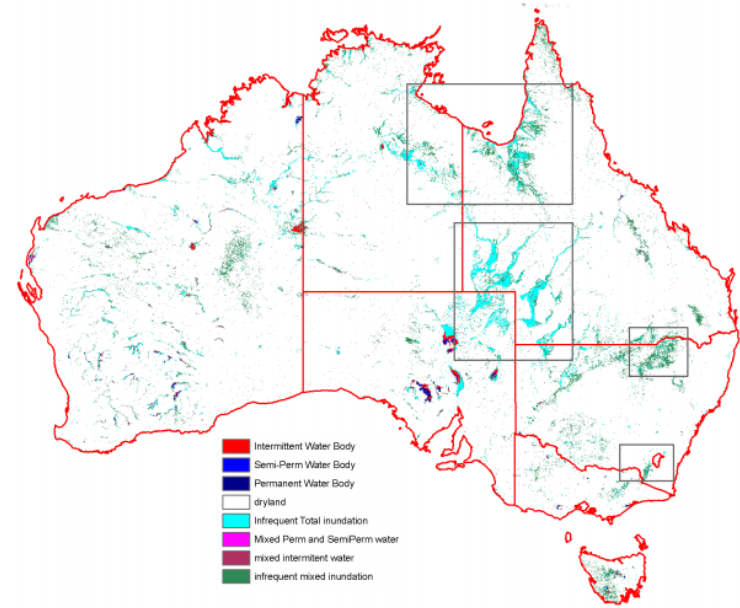 Intermittent Water Body
Semi-Perm Water Body
Permanent Water Body
dryland
Infrequent Total inundation
Mixed Perm and SemiPerm water
mixed intermitent water
infrequent mixed inundation